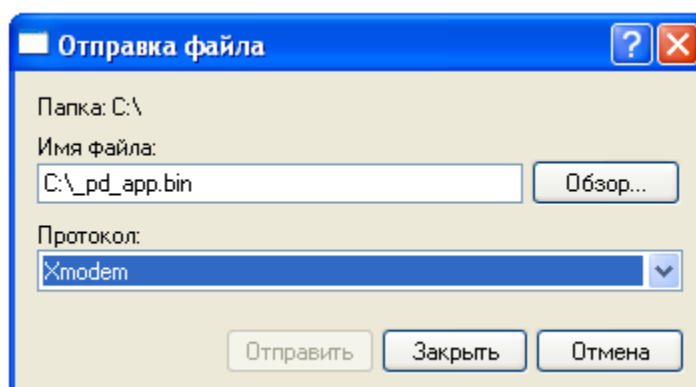 Отправка файла
Папка: C:\
Имя файла:
C:\_pd_app.bin
Обзор...
Протокол:
Xmodem
Отправить
Закрыть
Отмена